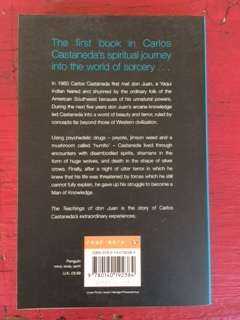 The first book in Carlos
Castaneda's spiritual journey
into the world of sorcery . . .
In 1960 Carlos Castaneda first met don Juan, a Yaqui
Indian feared and shunned by the ordinary folk of the
American Southwest because of his unnatural powers.
During the next five years don Juan's arcane knowledge
led Castaneda into a world of beauty and terror, ruled by
concepts far beyond those of Western civilization.
Using psychedelic drugs – peyote, jimson weed and a
mushroom called 'humito' – Castaneda lived through
encounters with disembodied spirits, shamans in the
form of huge wolves, and death in the shape of silver
crows. Finally, after a night of utter terror in which he
knew that his life was threatened by forces which he still
cannot fully explain, he gave up his struggle to become a
Man of Knowledge.
The Teachings of don Juan is the story of Carlos
Castaneda's extraordinary experiences.
Penguin
9 780140 192384